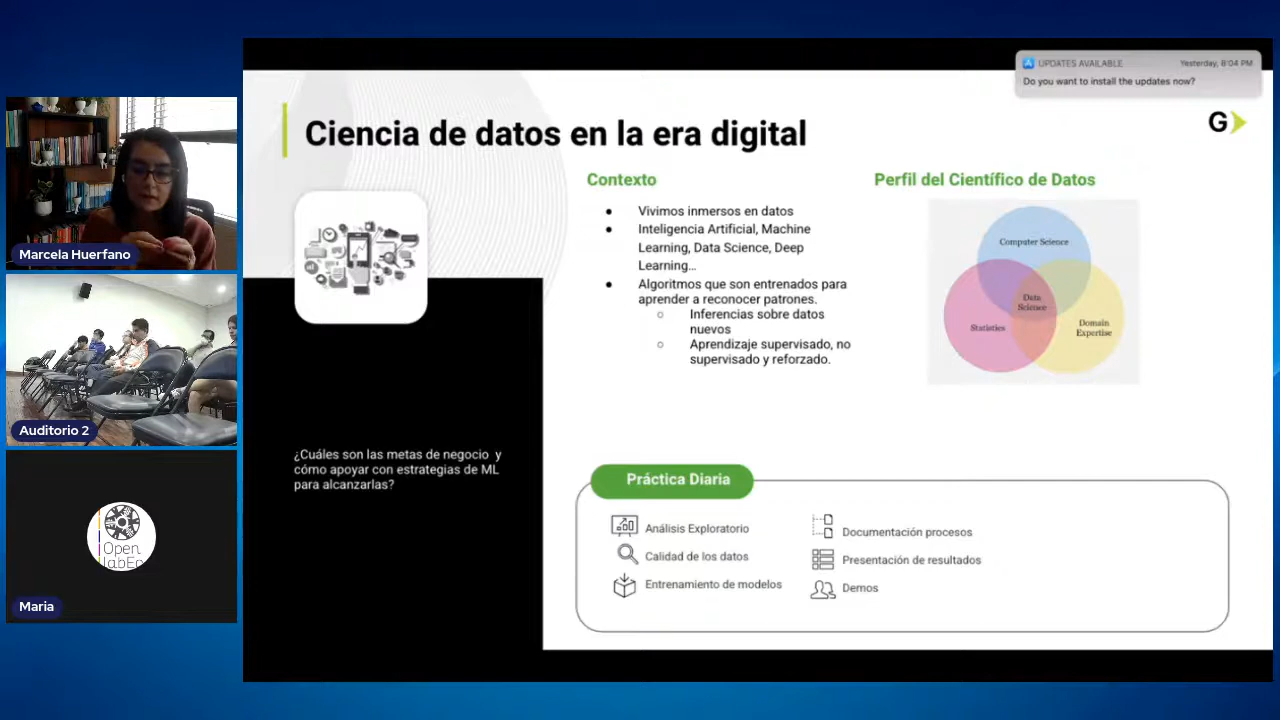 UPDATES AVAILABLE
Yesterday, 8:04 PM
Do you want to install the updates now?
G
Ciencia de datos en la era digital
Contexto
● Vivimos inmersos en datos
● Inteligencia Artificial, Machine
Learning, Data Science, Deep
Learning...
● Algoritmos que son entrenados para
aprender a reconocer patrones.
○ Inferencias sobre datos
nuevos
○ Aprendizaje supervisado, no
supervisado y reforzado.
Perfil del Científico de Datos
Computer Science
Data
Science
Statistics
Domain
Expertise
¿Cuáles son las metas de negocio y
cómo apoyar con estrategias de ML
para alcanzarlas?
Práctica Diaria
Análisis Exploratorio
Calidad de los datos
Entrenamiento de modelos
Documentación procesos
Presentación de resultados
Demos
Marcela Huerfano
Auditorio 2
Open
Maria